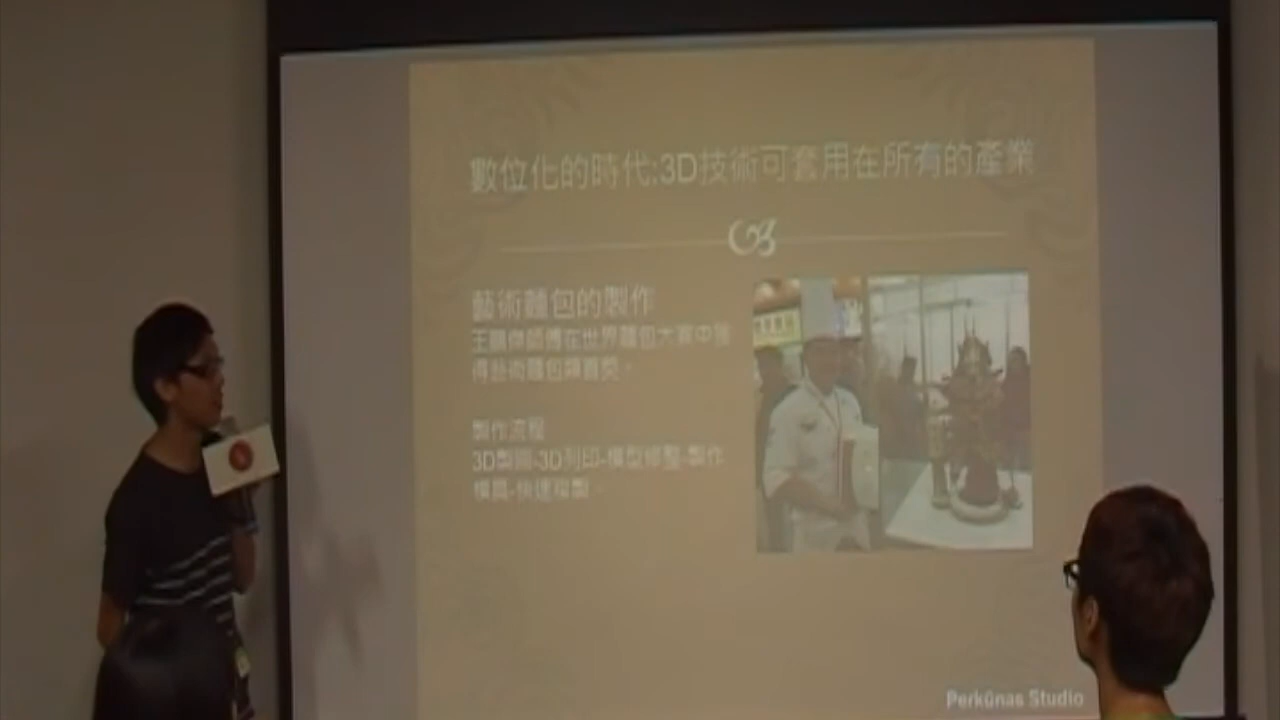 數位化的時代:3D技術可套用在所有的產業
藝術麵包的製作
王鵬傑師傅在世界麵包大賽中獲
得藝術麵包鑽首獎。
製作流程
3D製圖-3D列印-模型修整-製作
模具-快速複製。
Perkūnas Studio